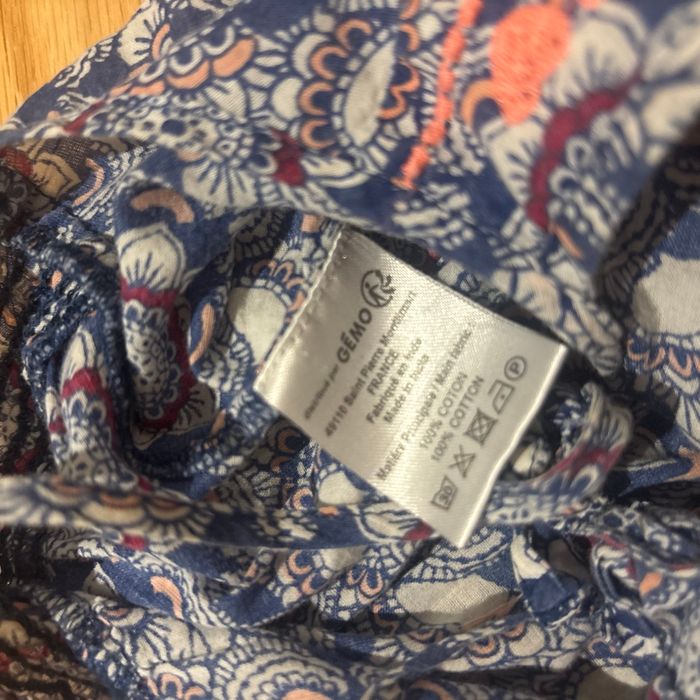 distribué par GÉMO
49110 Saint Pierre Montlimart
FRANCE
Fabriqué en Inde
Made in India
Matière Principale / Main fabric :
100% COTON
100% COTTON
30 P